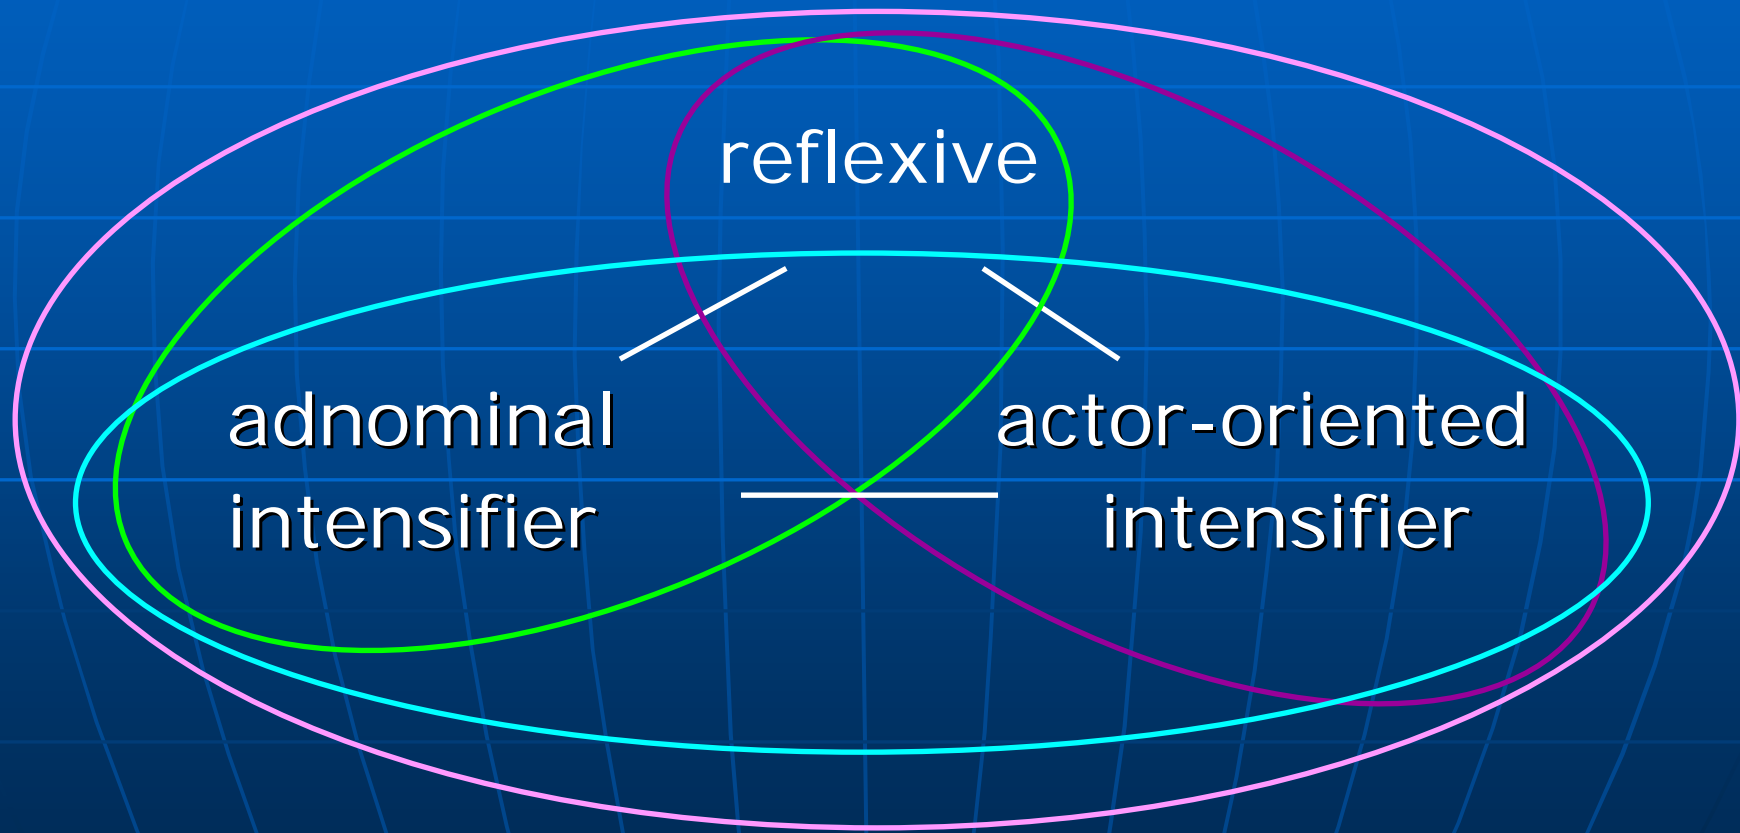 reflexive
adnominal actor-oriented
intensifier intensifier